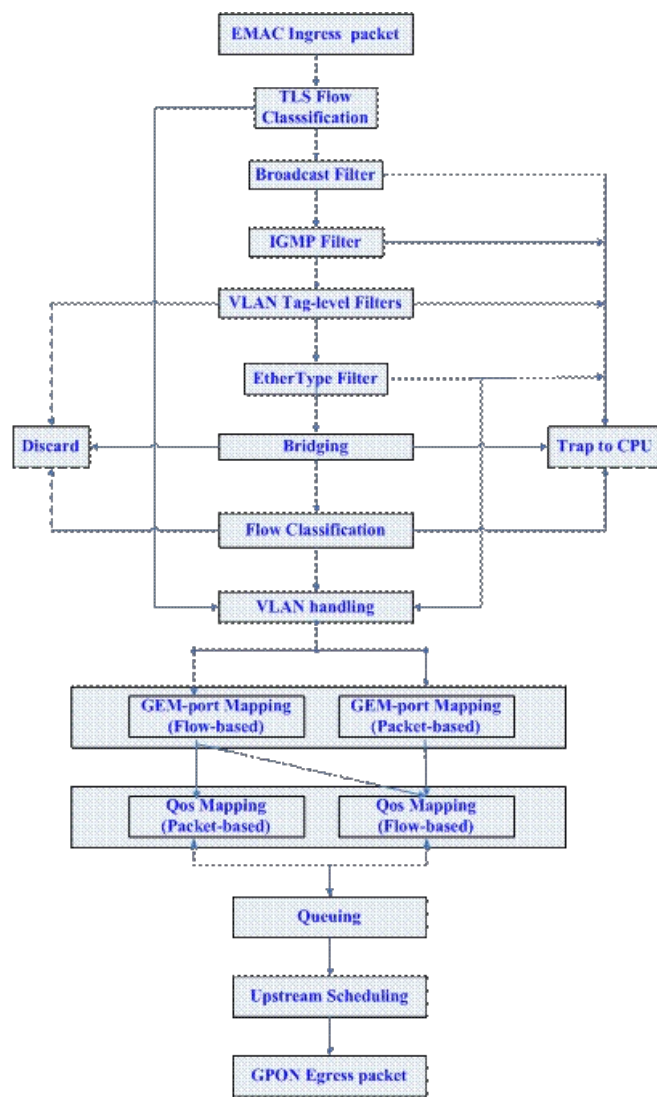 EMAC Ingress packet
TLS Flow
Classsification
Broadcast Filter
IGMP Filter
VLAN Tag-level Filters
EtherType Filter
Discard
Bridging
Trap to CPU
Flow Classification
VLAN handling
GEM-port Mapping
(Flow-based)
GEM-port Mapping
(Packet-based)
Qos Mapping
(Packet-based)
Qos Mapping
(Flow-based)
Queuing
Upstream Scheduling
GPON Egress packet